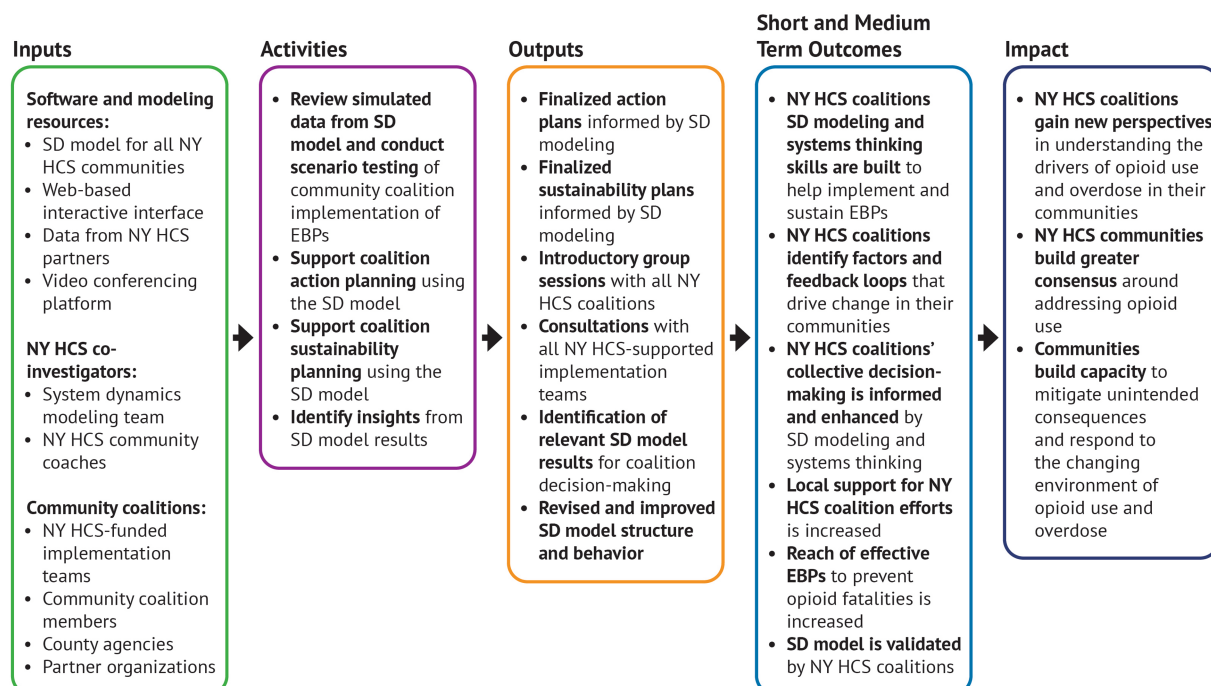 Inputs
Software and modeling
resources:
• SD model for all NY
HCS communities
• Web-based
interactive interface
• Data from NY HCS
partners
• Video conferencing
platform
NY HCS co-
investigators:
• System dynamics
modeling team
• NY HCS community
coaches
Community coalitions:
• NY HCS-funded
implementation
teams
• Community coalition
members
• County agencies
• Partner organizations
Activities
• Review simulated
data from SD
model and conduct
scenario testing of
community coalition
implementation of
EBPs
• Support coalition
action planning using
the SD model
• Support coalition
sustainability
planning using the
SD model
• Identify insights from
SD model results
Outputs
• Finalized action
plans informed by SD
modeling
• Finalized
sustainability plans
informed by SD
modeling
• Introductory group
sessions with all NY
HCS coalitions
• Consultations with
all NY HCS-supported
implementation
teams
• Identification of
relevant SD model
results for coalition
decision-making
• Revised and improved
SD model structure
and behavior
Short and Medium
Term Outcomes
• NY HCS coalitions
SD modeling and
systems thinking
skills are built to
help implement and
sustain EBPs
• NY HCS coalitions
identify factors and
feedback loops that
drive change in their
communities
• NY HCS coalitions’
collective decision-
making is informed
and enhanced by
SD modeling and
systems thinking
• Local support for NY
HCS coalition efforts
is increased
• Reach of effective
EBPs to prevent
opioid fatalities is
increased
• SD model is validated
by NY HCS coalitions
Impact
• NY HCS coalitions
gain new perspectives
in understanding the
drivers of opioid use
and overdose in their
communities
• NY HCS communities
build greater
consensus around
addressing opioid
use
• Communities
build capacity to
mitigate unintended
consequences
and respond to
the changing
environment of
opioid use and
overdose